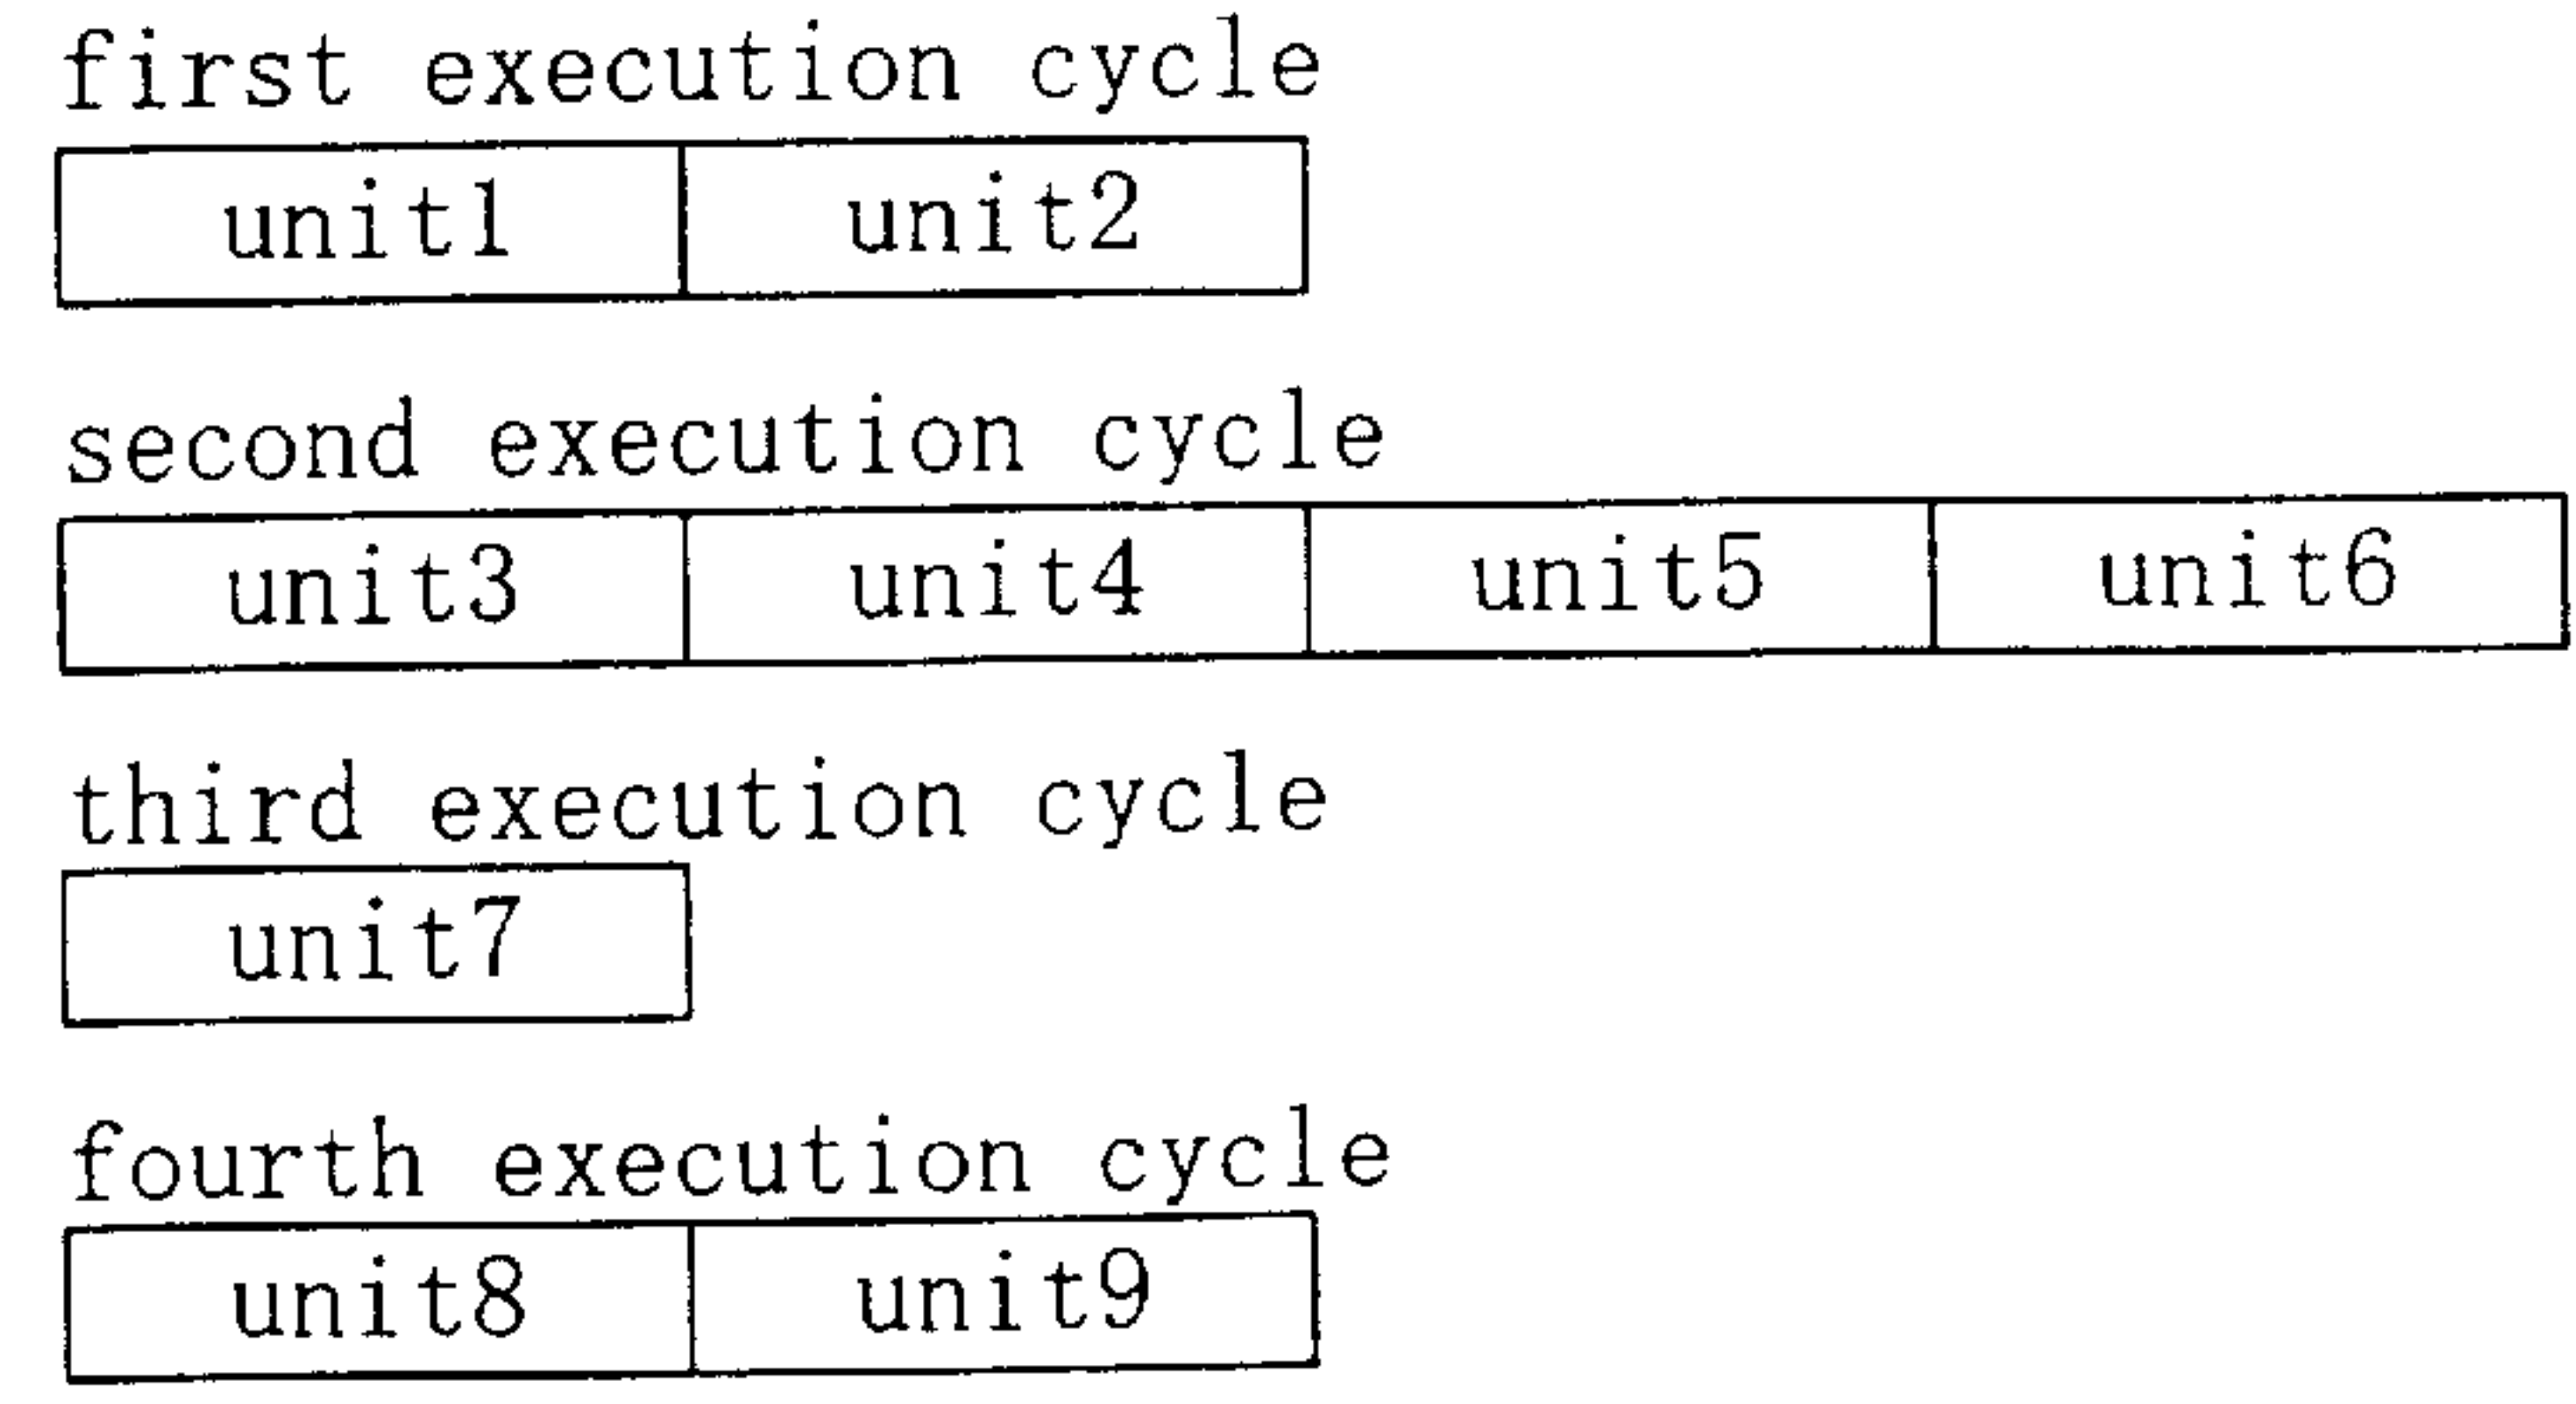 first execution cycle
unit1 unit2
second execution cycle
unit3 unit4 unit5 unit6
third execution cycle
unit7
fourth execution cycle
unit8 unit9